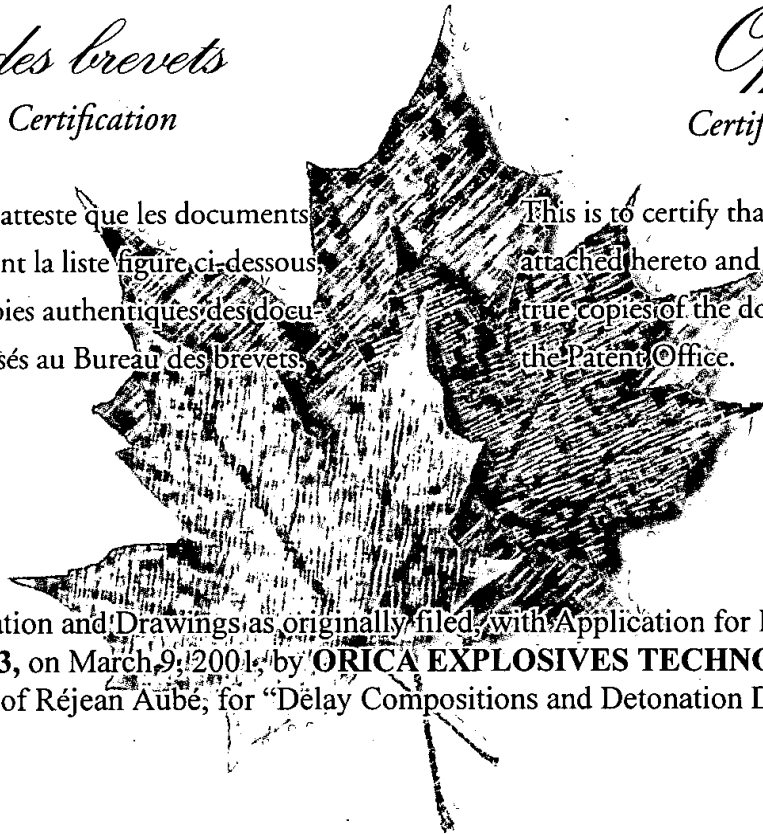 des brevets
Certification
atteste que les documents
nt la liste figure ci-dessous,
pies authentiques des docu-
sés au Bureau des brevets.
Certif
This is to certify tha
attached hereto and
true copies of the do
the Patent Office.
ation and Drawings as originally filed, with Application for
3, on March 9, 2001, by ORICA EXPLOSIVES TECHNO
of Réjean Aubé, for “Delay Compositions and Detonation D